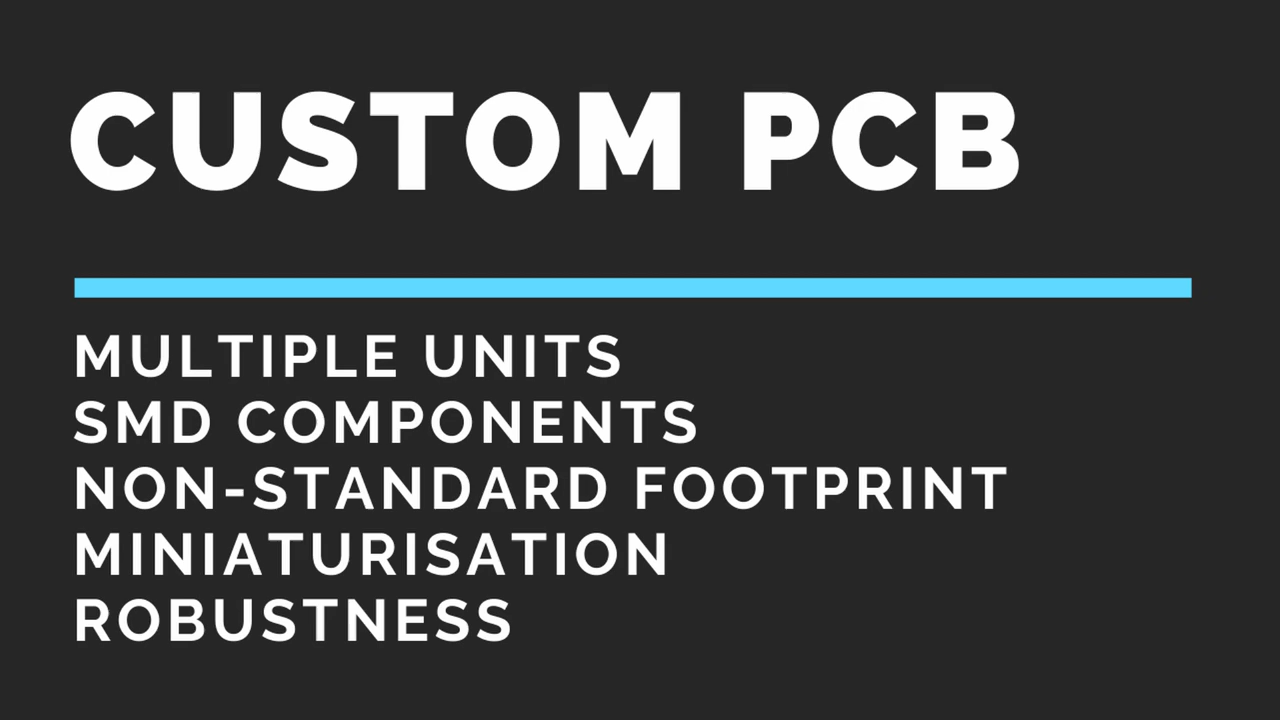 CUSTOM PCB
MULTIPLE UNITS
SMD COMPONENTS
NON-STANDARD FOOTPRINT
MINIATURISATION
ROBUSTNESS